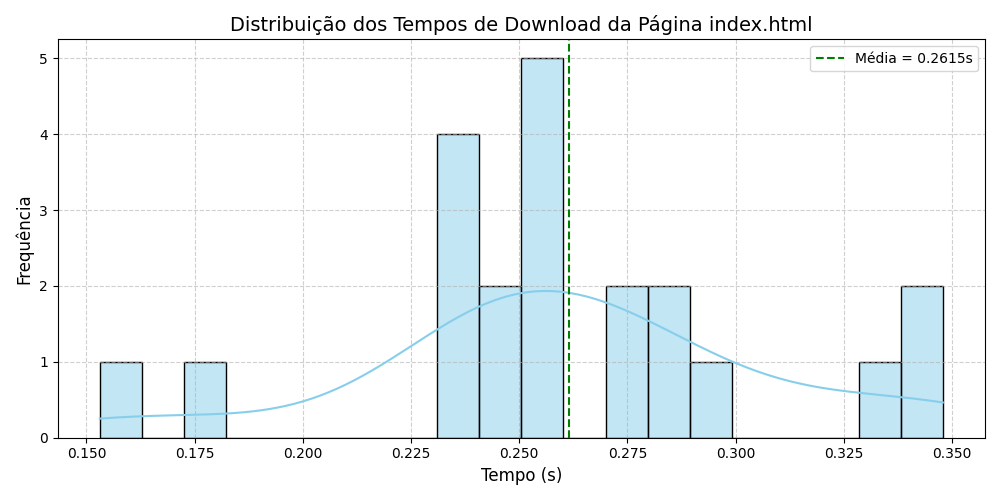 Distribuição dos Tempos de Download da Página index.html
Média = 0.2615s
Frequência
5
4
3
2
1
0
0.150 0.175 0.200 0.225 0.250 0.275 0.300 0.325 0.350
Tempo (s)